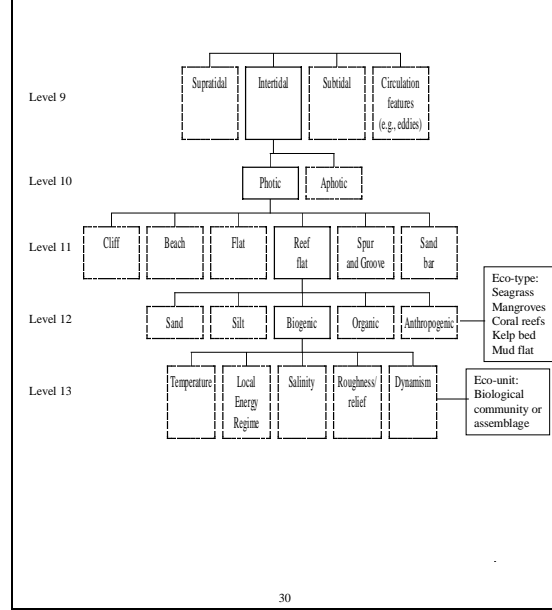 Level 9
Supratidal
Intertidal
Subtidal
Circulation
features
(e.g., eddies)
Level 10
Photic
Aphotic
Level 11
Cliff
Beach
Flat
Reef
flat
Spur
and Groove
Sand
bar
Level 12
Sand
Silt
Biogenic
Organic
Anthropogenic
Eco-type:
Seagrass
Mangroves
Coral reefs
Kelp bed
Mud flat
Level 13
Temperature
Local
Energy
Regime
Salinity
Roughness/
relief
Dynamism
Eco-unit:
Biological
community or
assemblage
30